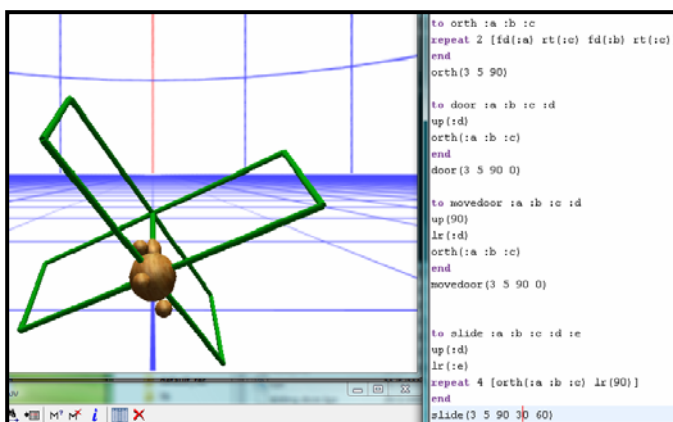 to orth :a :b :c
repeat 2 [fd(:a) rt(:c) fd(:b) rt(:c)
end
orth(3 5 90)
to door :a :b :c :d
up(:d)
orth(:a :b :c)
end
door(3 5 90 0)
to movedoor :a :b :c :d
up(90)
lr(:d)
orth(:a :b :c)
end
movedoor(3 5 90 0)
to slide :a :b :c :d :e
up(:d)
lr(:e)
repeat 4 [orth(:a :b :c) lr(90)]
end
slide(3 5 90 30 60)